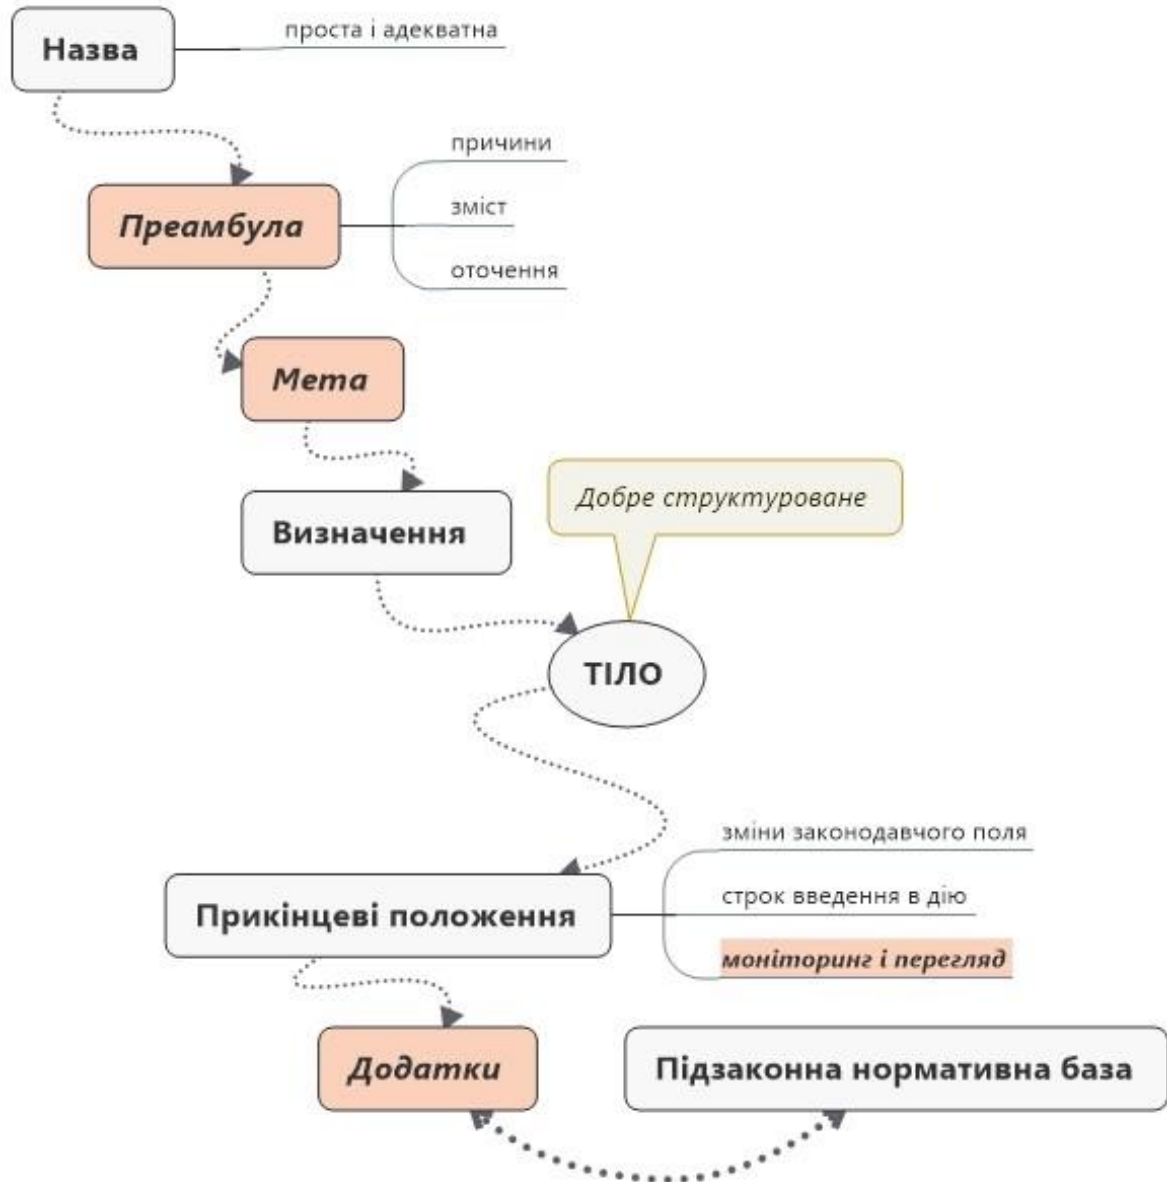 Назва
проста і адекватна
Преамбула
причини
зміст
оточення
Мета
Визначення
Добре структуроване
ТІЛО
Прикінцеві положення
зміни законодавчого поля
строк введення в дію
моніторинг і перегляд
Додатки
Підзаконна нормативна база